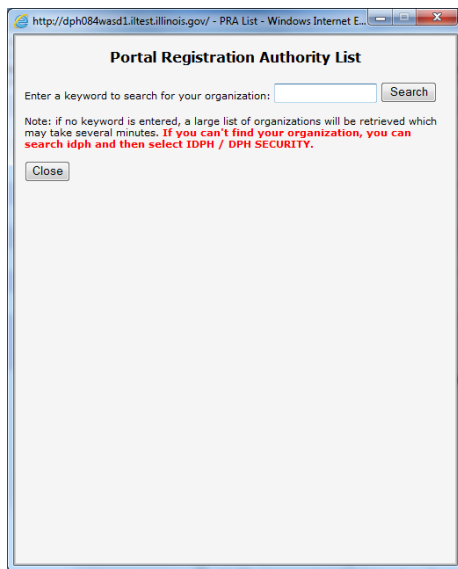 http://dph084wasd1.iltest.illinois.gov/ - PRA List - Windows Internet E...
Portal Registration Authority List
Enter a keyword to search for your organization: Search
Note: if no keyword is entered, a large list of organizations will be retrieved which
may take several minutes. If you can't find your organization, you can
search idph and then select IDPH / DPH SECURITY.
Close